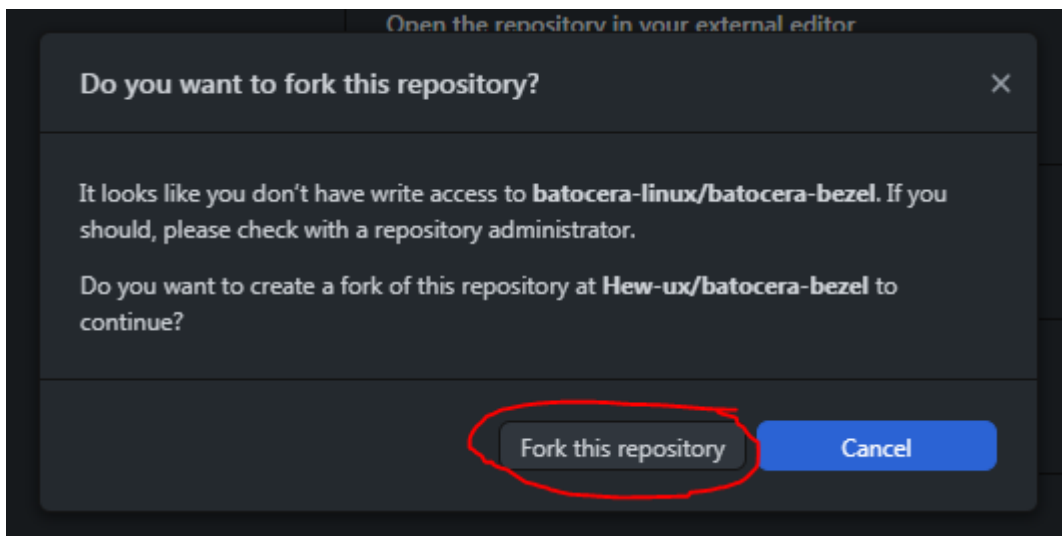 Open the repository in your external editor
Do you want to fork this repository?
It looks like you don't have write access to batocera-linux/batocera-bezel. If you
should, please check with a repository administrator.
Do you want to create a fork of this repository at Hew-ux/batocera-bezel to
continue?
Fork this repository
Cancel